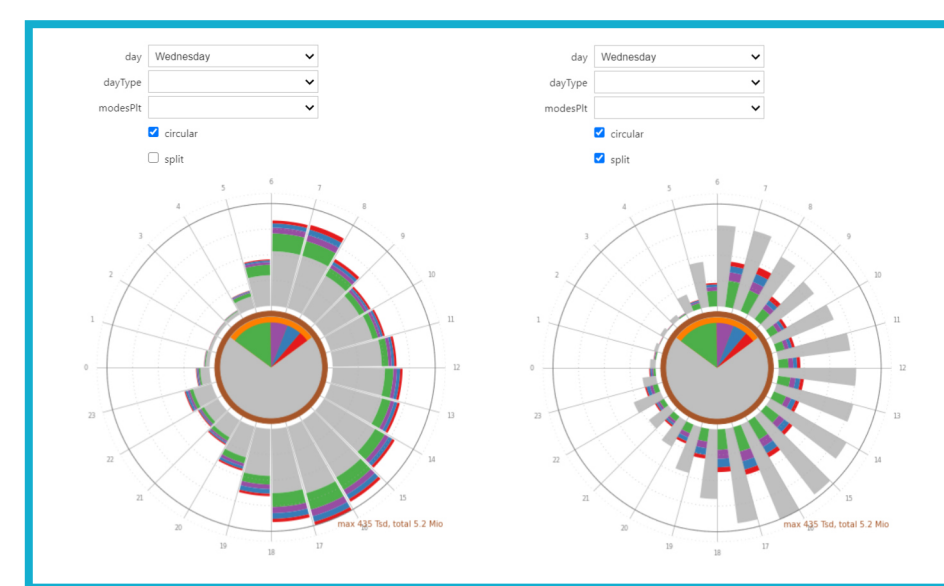 day Wednesday
dayType
modesPlt
circular
split
6
5 7
4 8
3 9
2 10
1 11
0 12
23 13
22 14
21 15
max 435 Tsd, total 5.2 Mio
20
19 17
18
day Wednesday
dayType
modesPlt
circular
split
6
5 7
4 8
3 9
2 10
1 11
0 12
23 13
22 14
21 15
max 435 Tsd, total 5.2 Mio
20
19 17
18